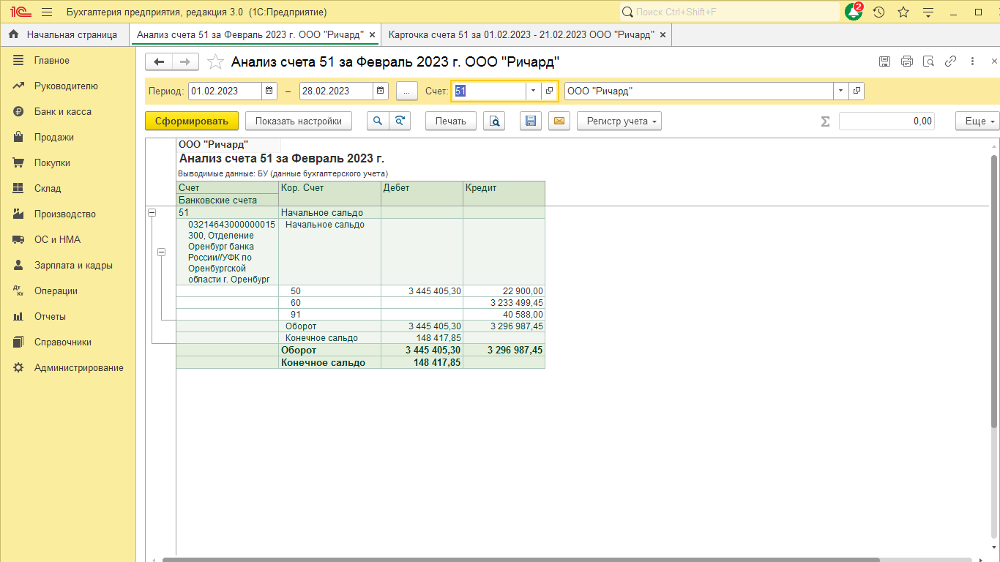 1С Бухгалтерия предприятия, редакция 3.0 (1С:Предприятие) Поиск Ctrl+Shift+F 2
Начальная страница Анализ счета 51 за Февраль 2023 г. ООО "Ричард" × Карточка счета 51 за 01.02.2023 - 21.02.2023 ООО "Ричард" ×
Главное
Руководителю
Банк и касса
Продажи
Покупки
Склад
Производство
ОС и НМА
Зарплата и кадры
Дт Кт Операции
Отчеты
Справочники
Администрирование
Анализ счета 51 за Февраль 2023 г. ООО "Ричард"
Период: 01.02.2023 – 28.02.2023 ... Счет: 51 ООО "Ричард"
Сформировать Показать настройки Печать Регистр учета Σ 0,00 Еще
ООО "Ричард"
Анализ счета 51 за Февраль 2023 г.
Выводимые данные: БУ (данные бухгалтерского учета)
Счет Кор. Счет Дебет Кредит
Банковские счета
51 Начальное сальдо
03214643000000015 Начальное сальдо
300, Отделение
Оренбург банка
России//УФК по
Оренбургской
области г. Оренбург
50 3 445 405,30 22 900,00
60 3 233 499,45
91 40 588,00
Оборот 3 445 405,30 3 296 987,45
Конечное сальдо 148 417,85
Оборот 3 445 405,30 3 296 987,45
Конечное сальдо 148 417,85